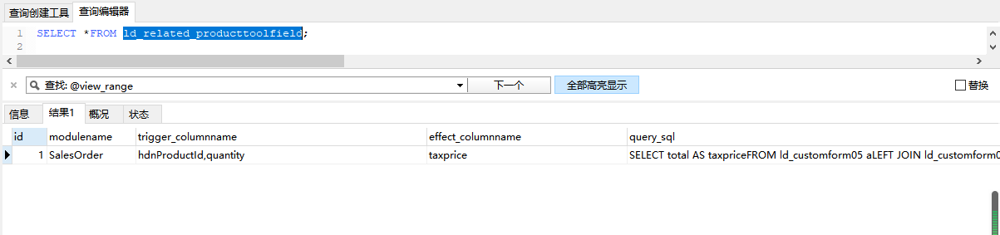 查询创建工具 查询编辑器
1 SELECT *FROM ld_related_producttoolfield;
2
查找: @view_range 下一个 全部高亮显示 替换
信息 结果1 概况 状态
id modulename trigger_columnname effect_columnname query_sql
1 SalesOrder hdnProductId,quantity taxprice SELECT total AS taxpriceFROM ld_customform05 aLEFT JOIN ld_customform0